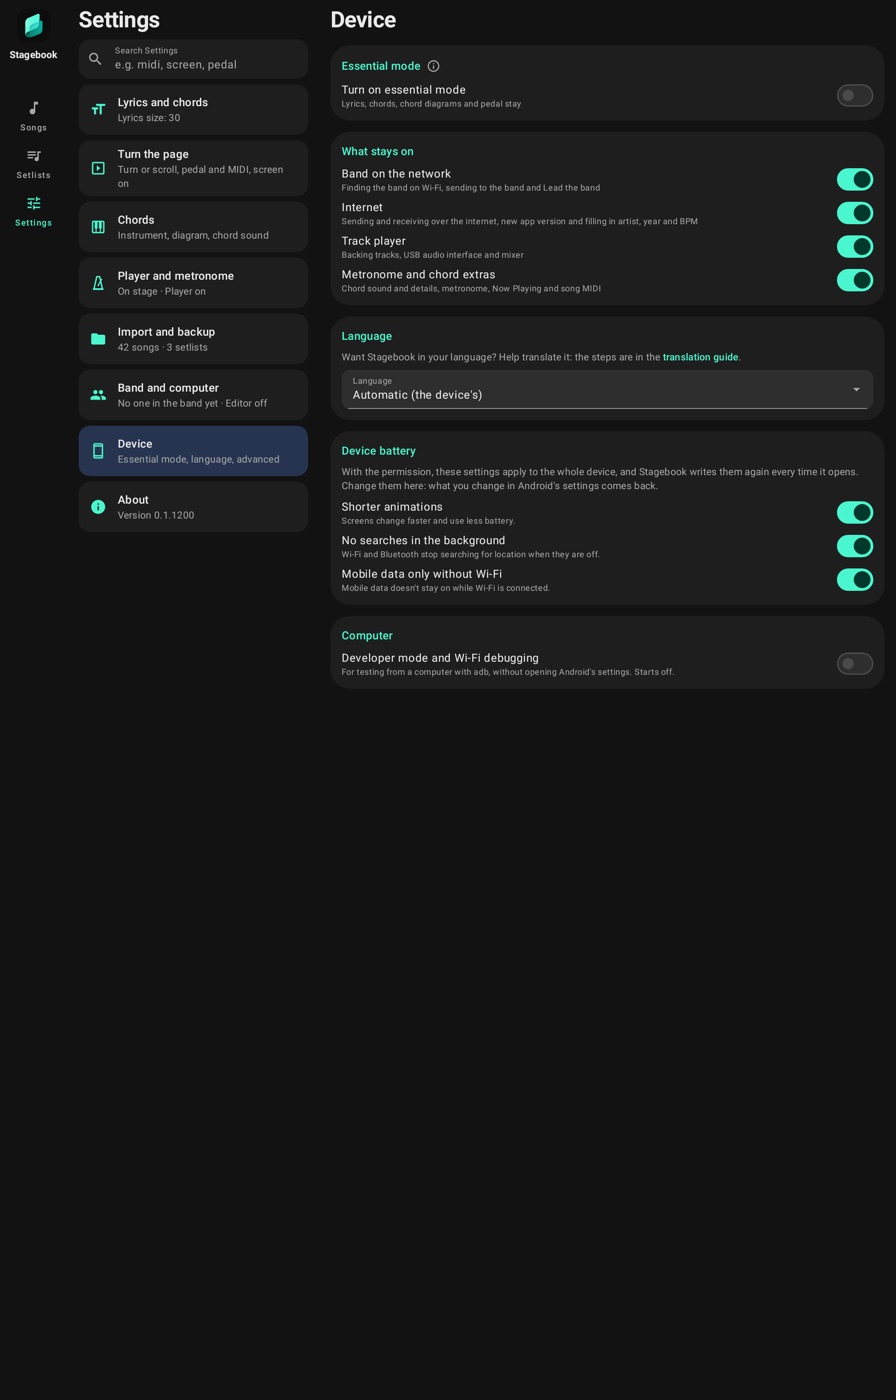 Stagebook
Songs
Setlists
Settings
Settings
Search Settings
e.g. midi, screen, pedal
Lyrics and chords
Lyrics size: 30
Turn the page
Turn or scroll, pedal and MIDI, screen
on
Chords
Instrument, diagram, chord sound
Player and metronome
On stage · Player on
Import and backup
42 songs · 3 setlists
Band and computer
No one in the band yet · Editor off
Device
Essential mode, language, advanced
About
Version 0.1.1200
Device
Essential mode
Turn on essential mode
Lyrics, chords, chord diagrams and pedal stay
What stays on
Band on the network
Finding the band on Wi-Fi, sending to the band and Lead the band
Internet
Sending and receiving over the internet, new app version and filling in artist, year and BPM
Track player
Backing tracks, USB audio interface and mixer
Metronome and chord extras
Chord sound and details, metronome, Now Playing and song MIDI
Language
Want Stagebook in your language? Help translate it: the steps are in the translation guide.
Language
Automatic (the device's)
Device battery
With the permission, these settings apply to the whole device, and Stagebook writes them again every time it opens.
Change them here: what you change in Android's settings comes back.
Shorter animations
Screens change faster and use less battery.
No searches in the background
Wi-Fi and Bluetooth stop searching for location when they are off.
Mobile data only without Wi-Fi
Mobile data doesn't stay on while Wi-Fi is connected.
Computer
Developer mode and Wi-Fi debugging
For testing from a computer with adb, without opening Android's settings. Starts off.